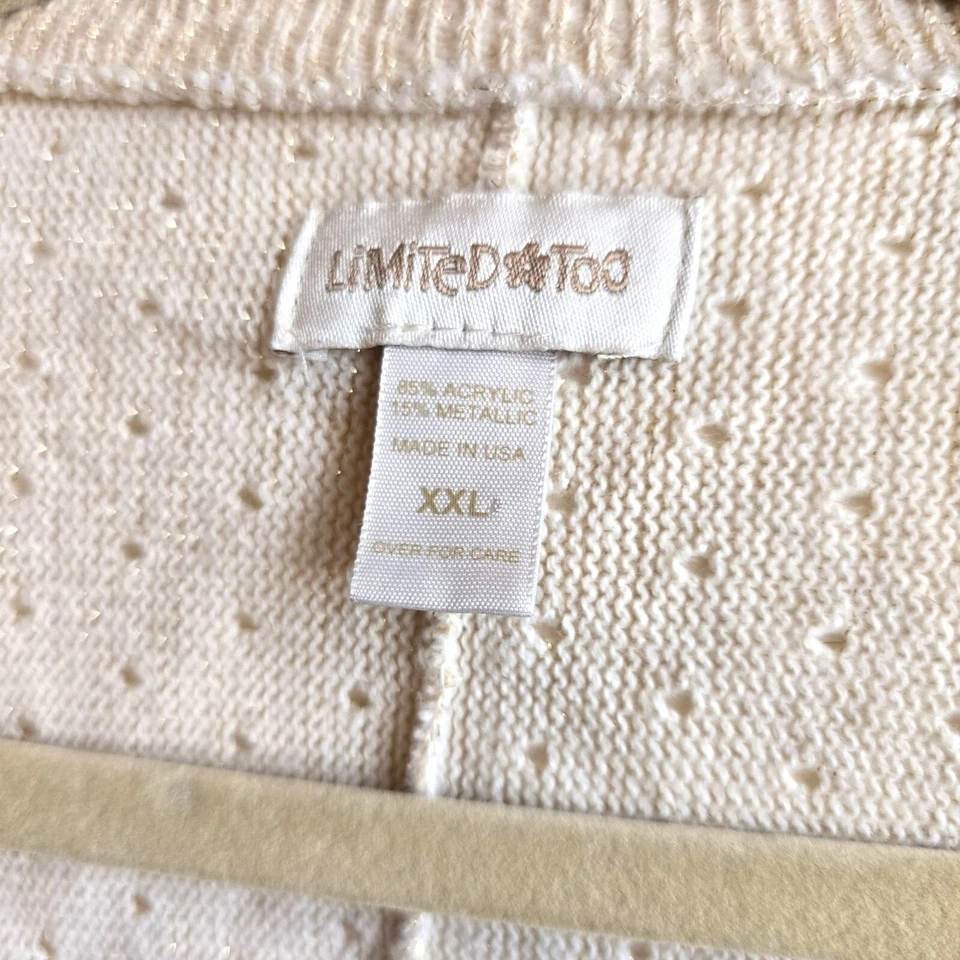 LiMiTeD TOO
85% ACRYLIC
15% METALLIC
MADE IN USA
XXL
OVER FOR CARE